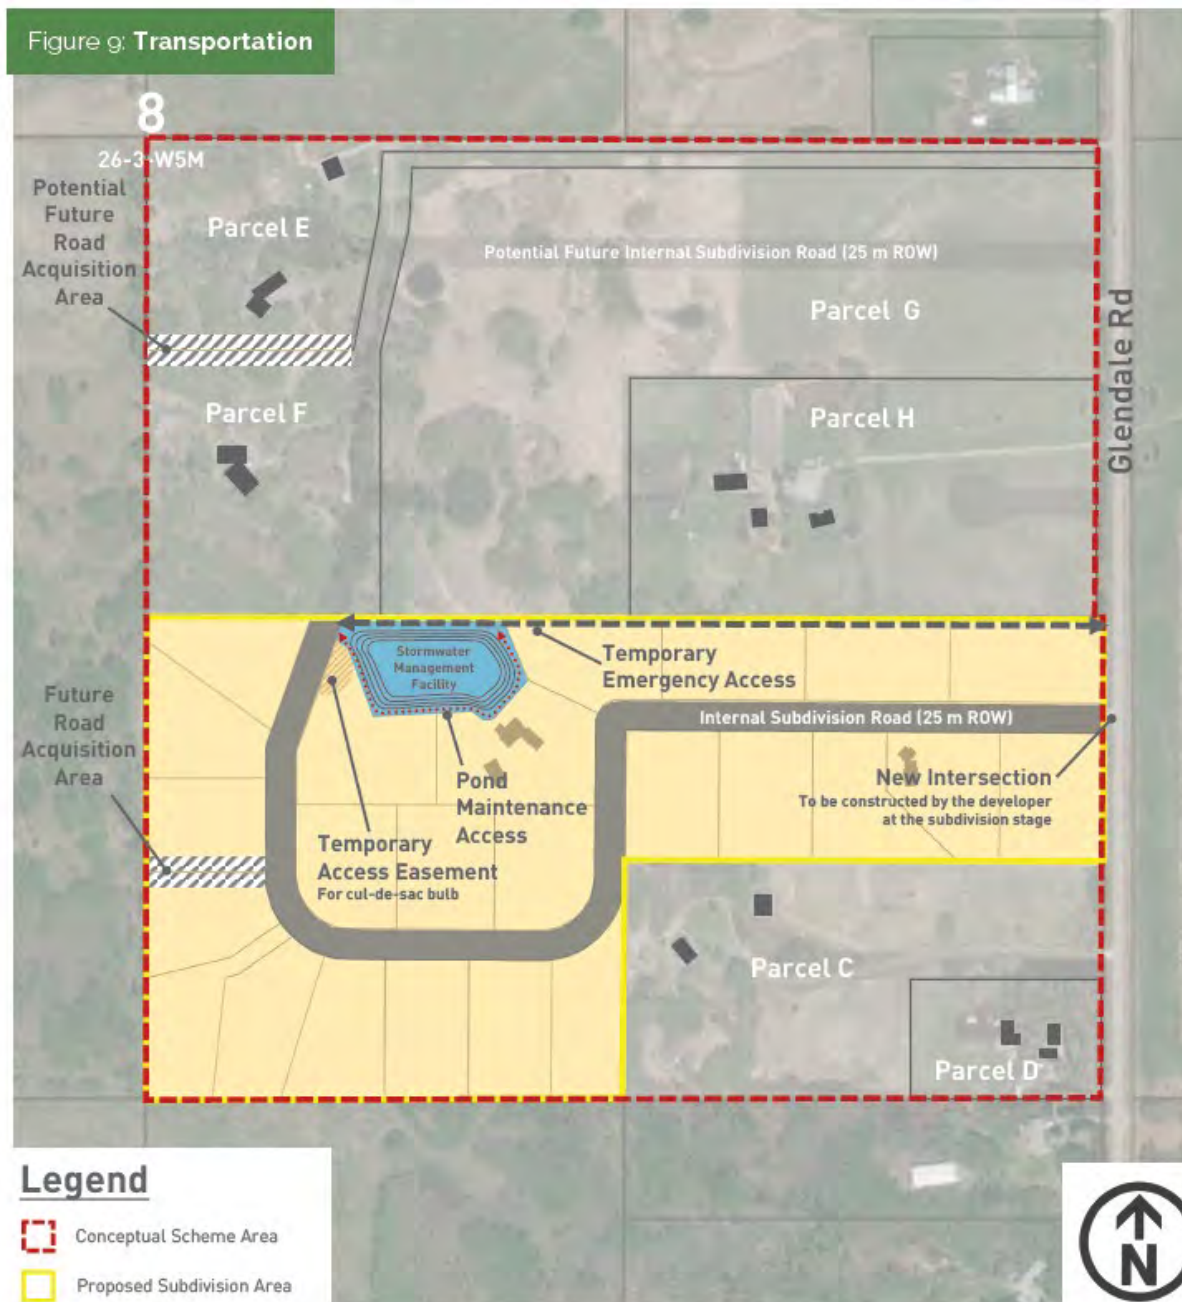 Figure 9: Transportation
8
26-3-W5M
Potential
Future
Road
Acquisition
Area
Parcel E
Potential Future Internal Subdivision Road (25 m ROW)
Parcel G
Glendale Rd
Parcel F
Parcel H
Stormwater
Management
Facility
Temporary
Emergency Access
Future
Road
Acquisition
Area
Internal Subdivision Road (25 m ROW)
New Intersection
To be constructed by the developer
at the subdivision stage
Pond
Maintenance
Access
Temporary
Access Easement
For cul-de-sac bulb
Parcel C
Parcel D
Legend
Conceptual Scheme Area
Proposed Subdivision Area
N